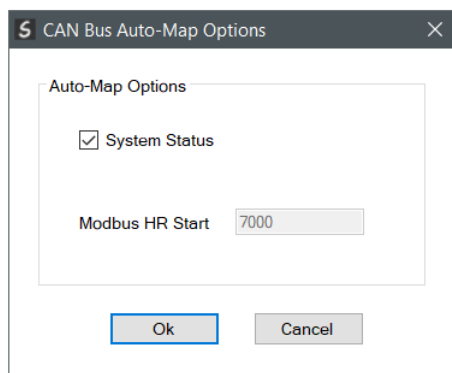 CAN Bus Auto-Map Options
Auto-Map Options
System Status
Modbus HR Start 7000
Ok Cancel